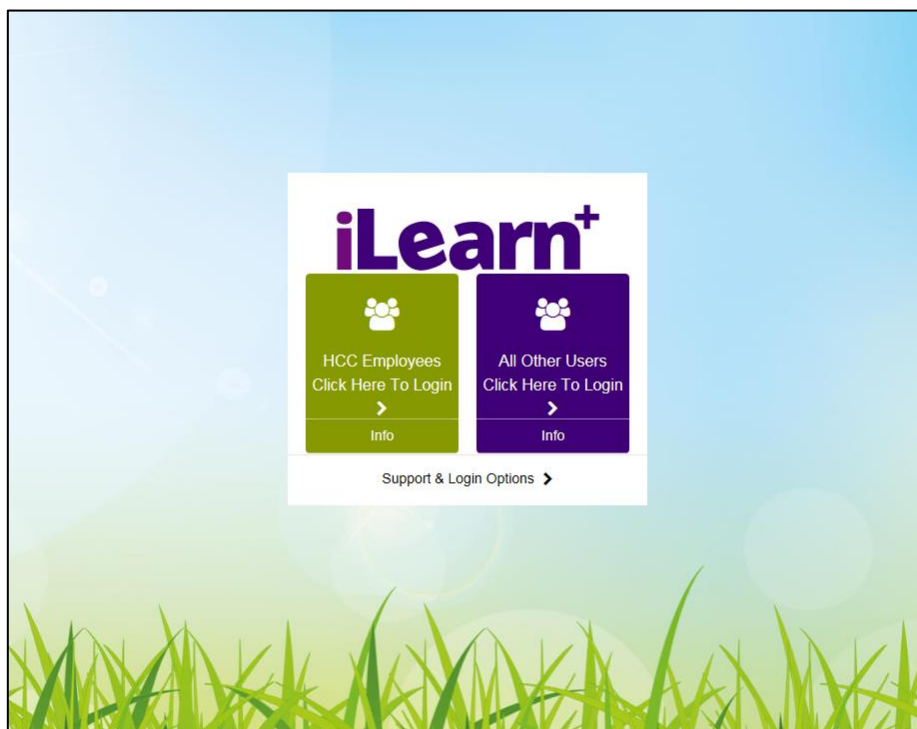 iLearn+
HCC Employees
Click Here To Login
Info
All Other Users
Click Here To Login
Info
Support & Login Options